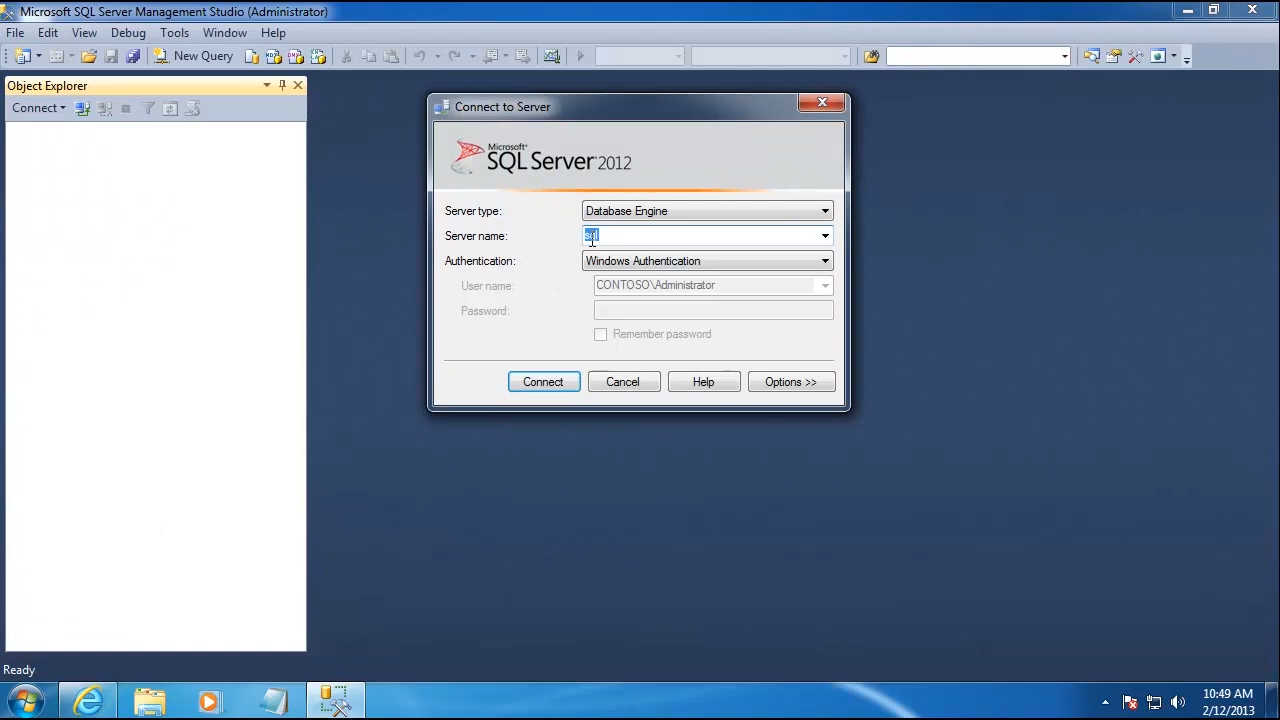 Microsoft SQL Server Management Studio (Administrator)
File Edit View Debug Tools Window Help
New Query
Object Explorer
Connect
Connect to Server
Microsoft®
SQL Server® 2012
Server type: Database Engine
Server name: sql
Authentication: Windows Authentication
User name: CONTOSO\Administrator
Password:
Remember password
Connect Cancel Help Options >>
Ready
10:49 AM
2/12/2013